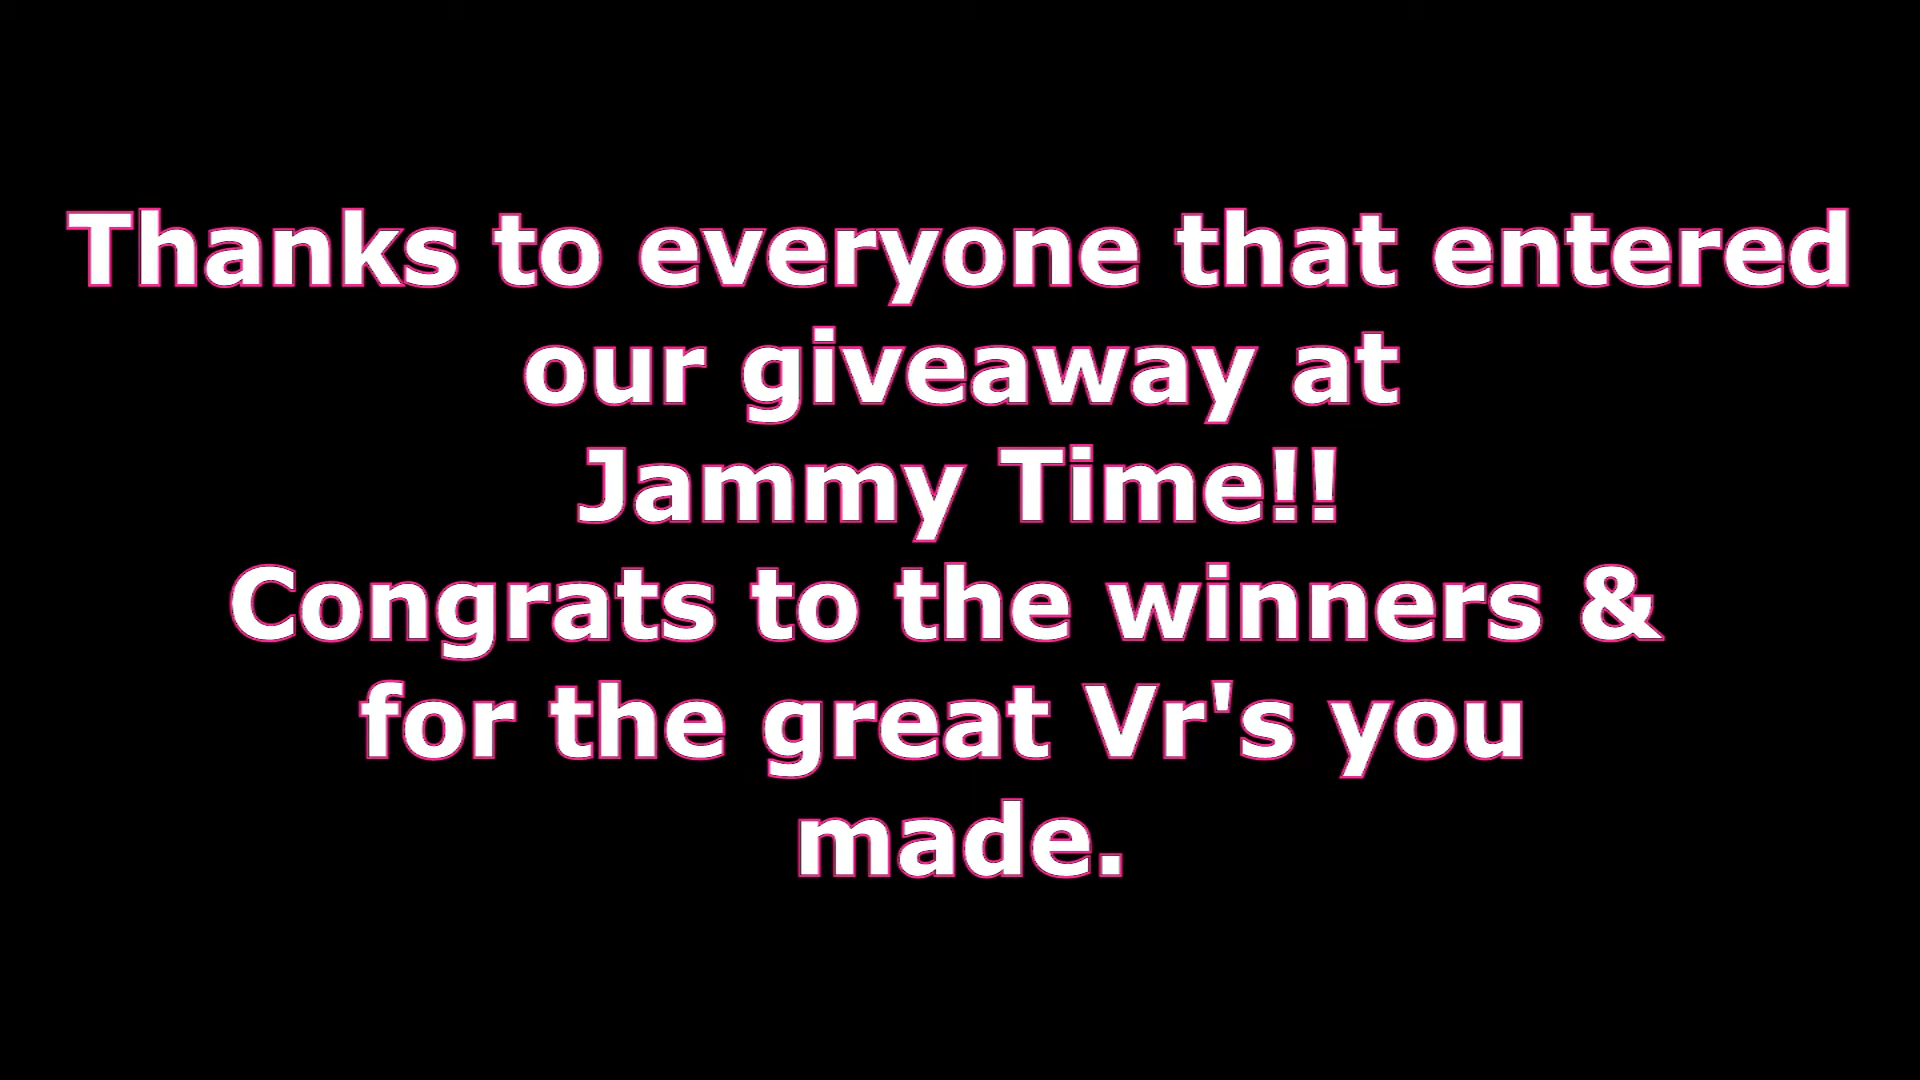 Thanks to everyone that entered
our giveaway at
Jammy Time!!
Congrats to the winners &
for the great Vr's you
made.